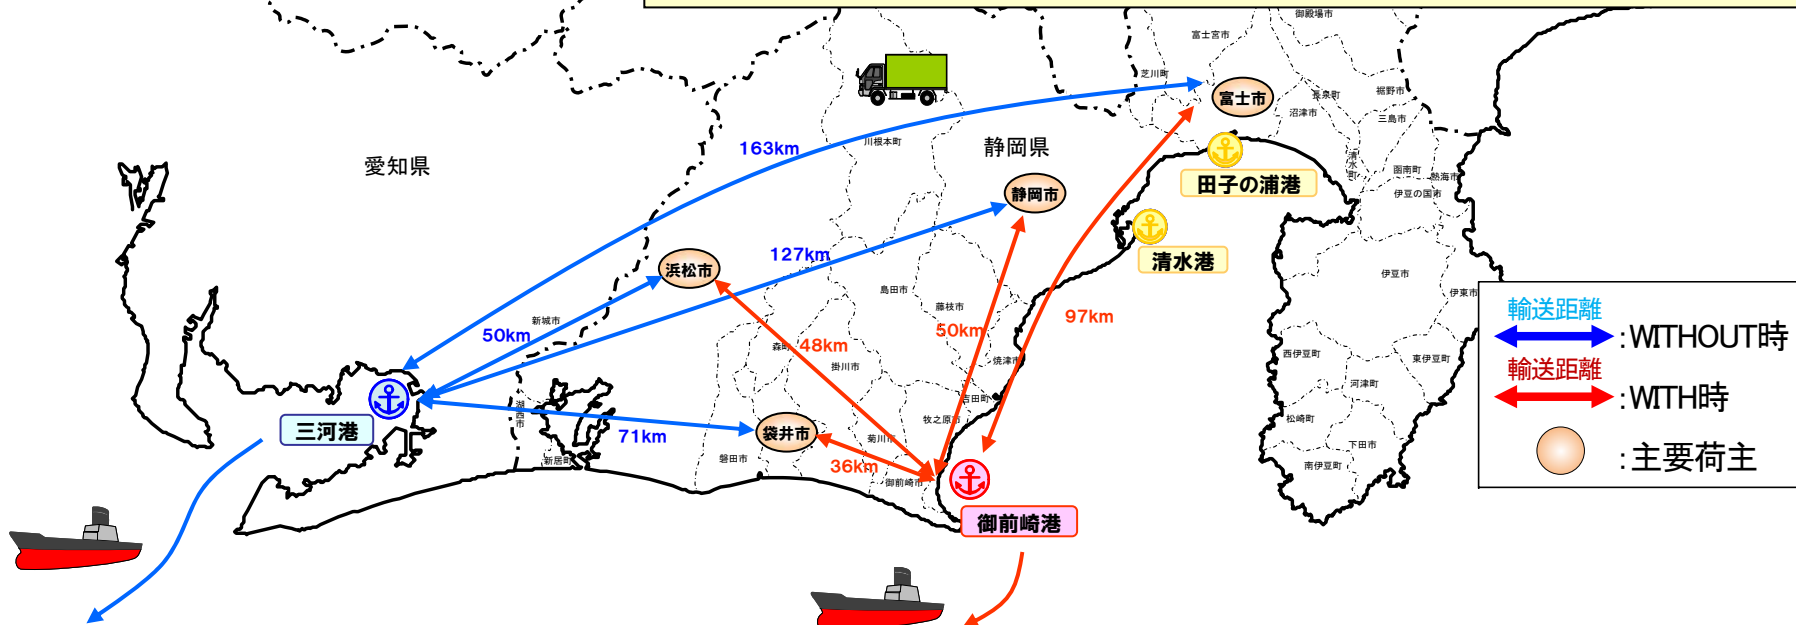 御殿場市
富士宮市
芝川町
富士市
長泉町
裾野市
沼津市
三島市
163km
川根本町
静岡県
愛知県
清水町
函南町
熱海市
田子の浦港
伊豆の国市
静岡市
清水港
127km
浜松市
伊豆市
島田市
藤枝市
伊東市
輸送距離
:WITHOUT時
新城市
50km
50km
97km
48km
森町
掛川市
焼津市
西伊豆町
東伊豆町
輸送距離
:WITH時
河津町
湖西市
吉田町
牧之原市
松崎町
三河港
71km
袋井市
菊川市
下田市
:主要荷主
新居町
磐田市
36km
御前崎市
南伊豆町
御前崎港